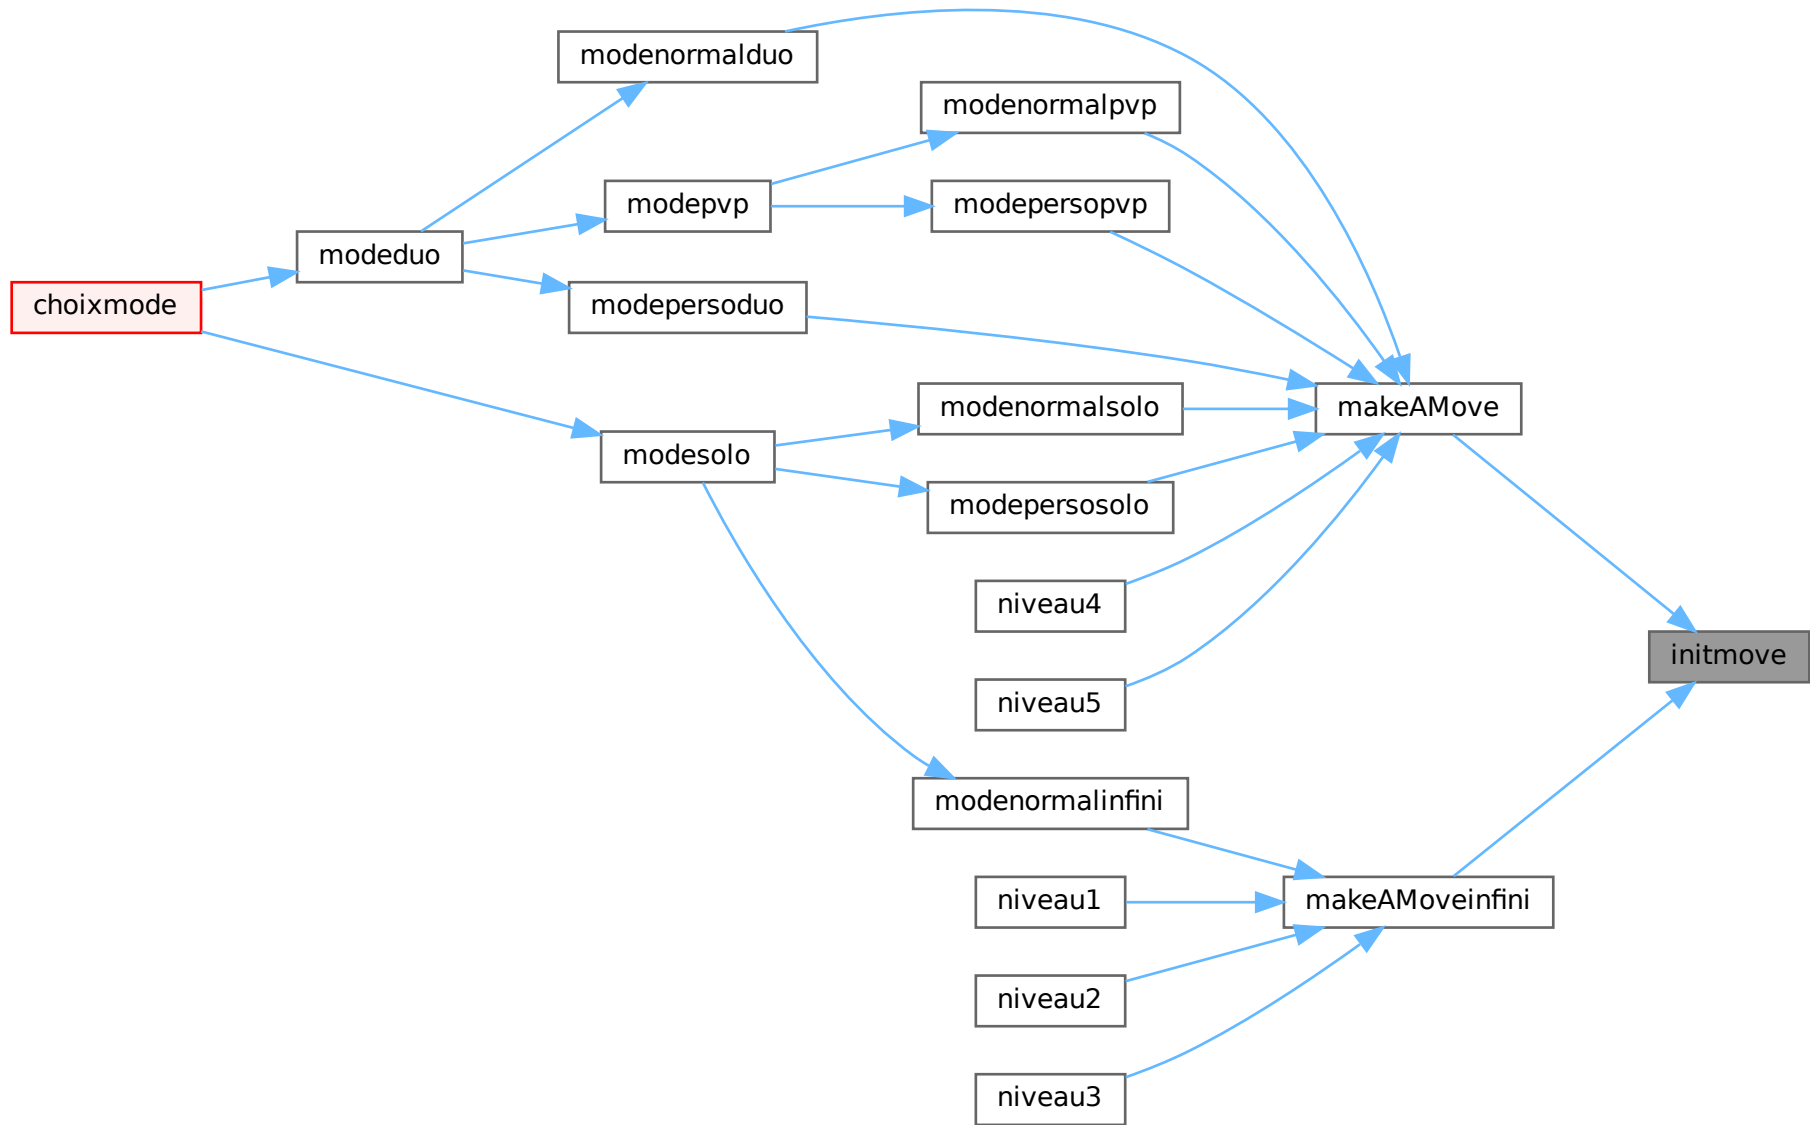 modenormalduo
modenormalpvp
modepvp
modepersopvp
modeduo
choixmode
modepersoduo
modenormalsolo
makeAMove
modesolo
modepersosolo
niveau4
initmove
niveau5
modenormalinfini
niveau1
makeAMoveinfini
niveau2
niveau3